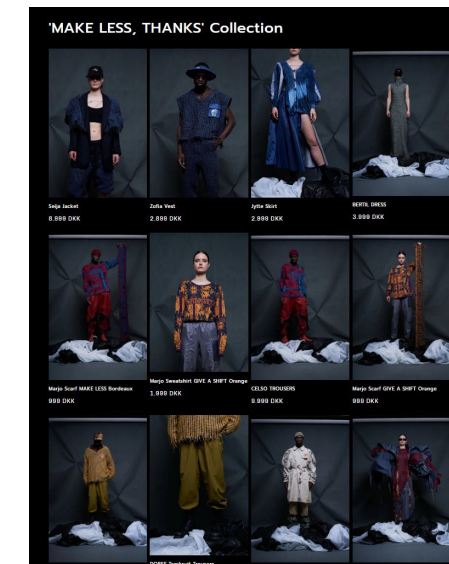 'MAKE LESS, THANKS' Collection
Seija Jacket
8.999 DKK
Zofia Vest
2.899 DKK
Jytte Skirt
2.999 DKK
BERTIL DRESS
3.999 DKK
Marjo Scarf MAKE LESS Bordeaux
999 DKK
Marjo Sweatshirt GIVE A SHIFT Orange
1.999 DKK
CELSO TROUSERS
9.999 DKK
Marjo Scarf GIVE A SHIFT Orange
999 DKK